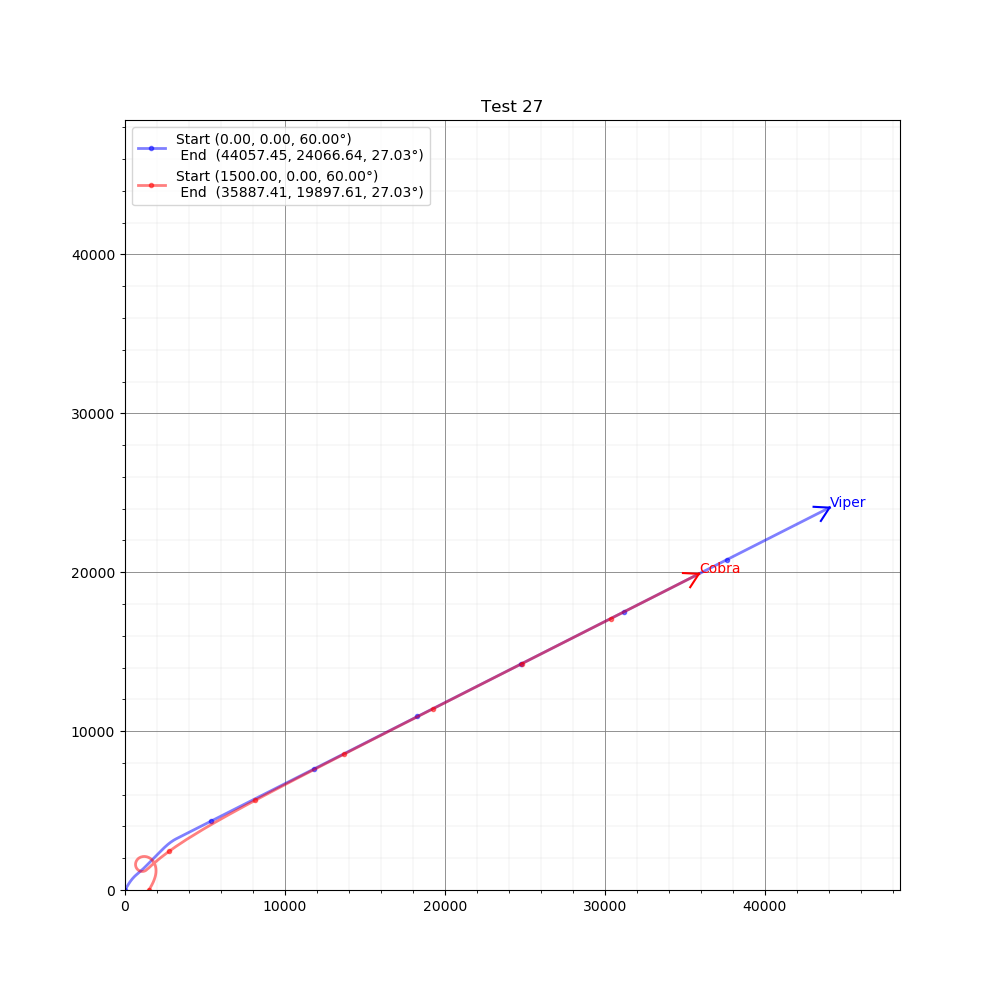 Test 27
Start (0.00, 0.00, 60.00°)
End (44057.45, 24066.64, 27.03°)
Start (1500.00, 0.00, 60.00°)
End (35887.41, 19897.61, 27.03°)
40000
30000
20000
10000
0
Viper
Cobra
0 10000 20000 30000 40000